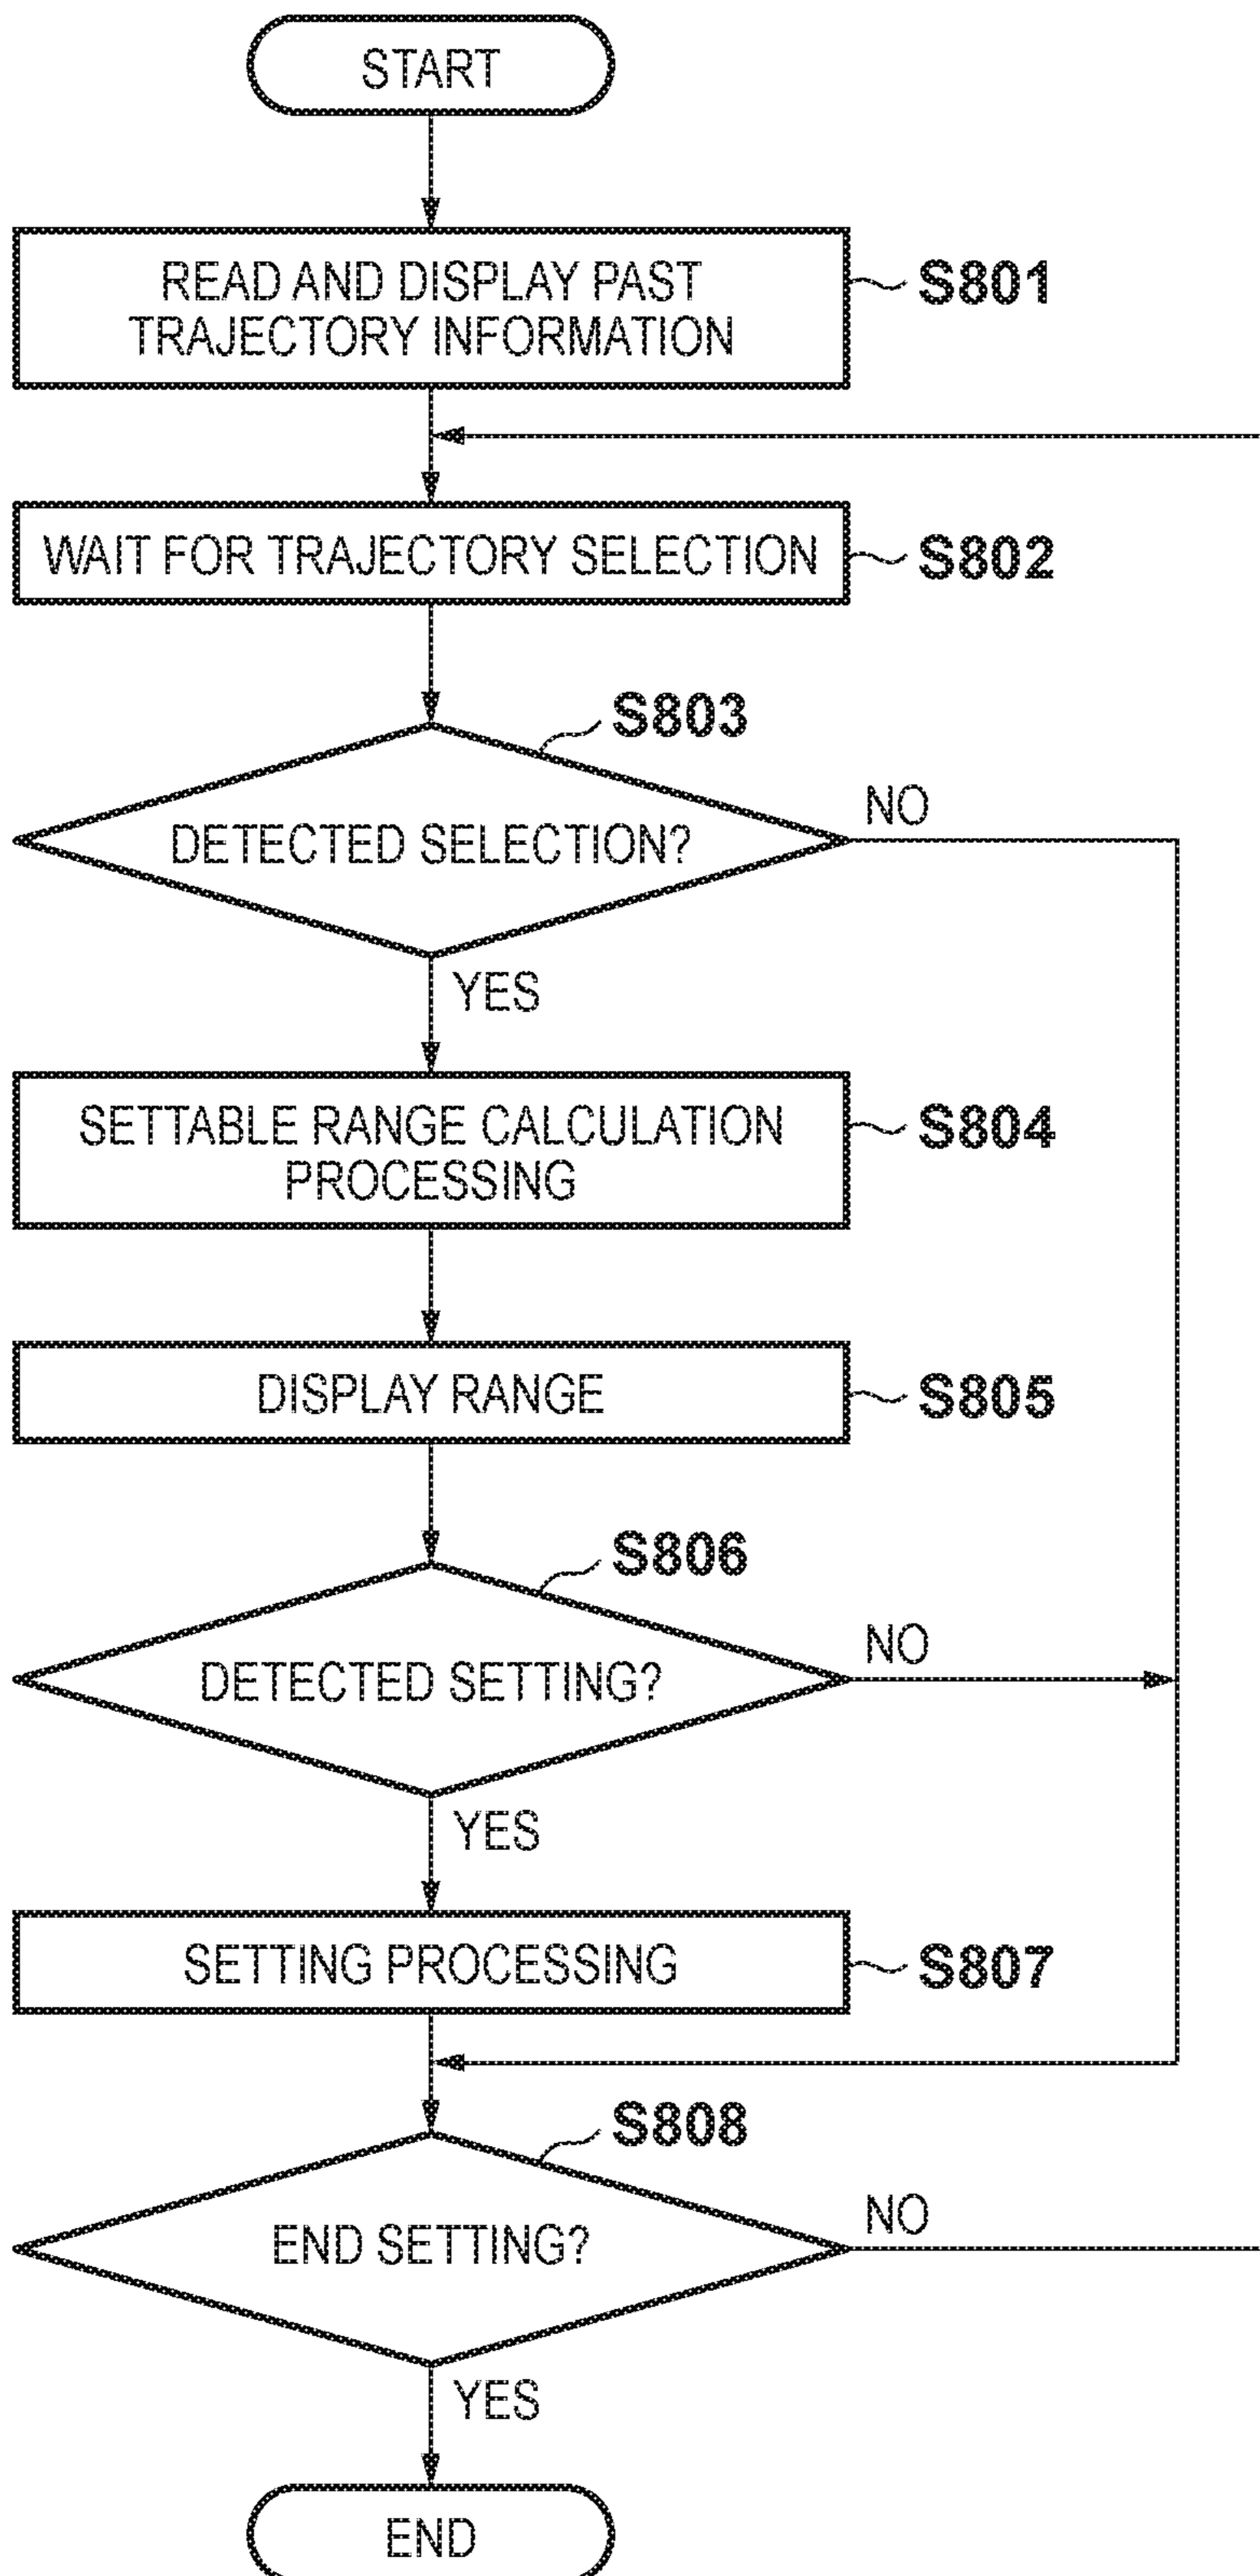 START
READ AND DISPLAY PAST
TRAJECTORY INFORMATION
S801
WAIT FOR TRAJECTORY SELECTION
S802
S803
DETECTED SELECTION?
NO
YES
SETTABLE RANGE CALCULATION
PROCESSING
S804
DISPLAY RANGE
S805
S806
DETECTED SETTING?
NO
YES
SETTING PROCESSING
S807
S808
END SETTING?
NO
YES
END